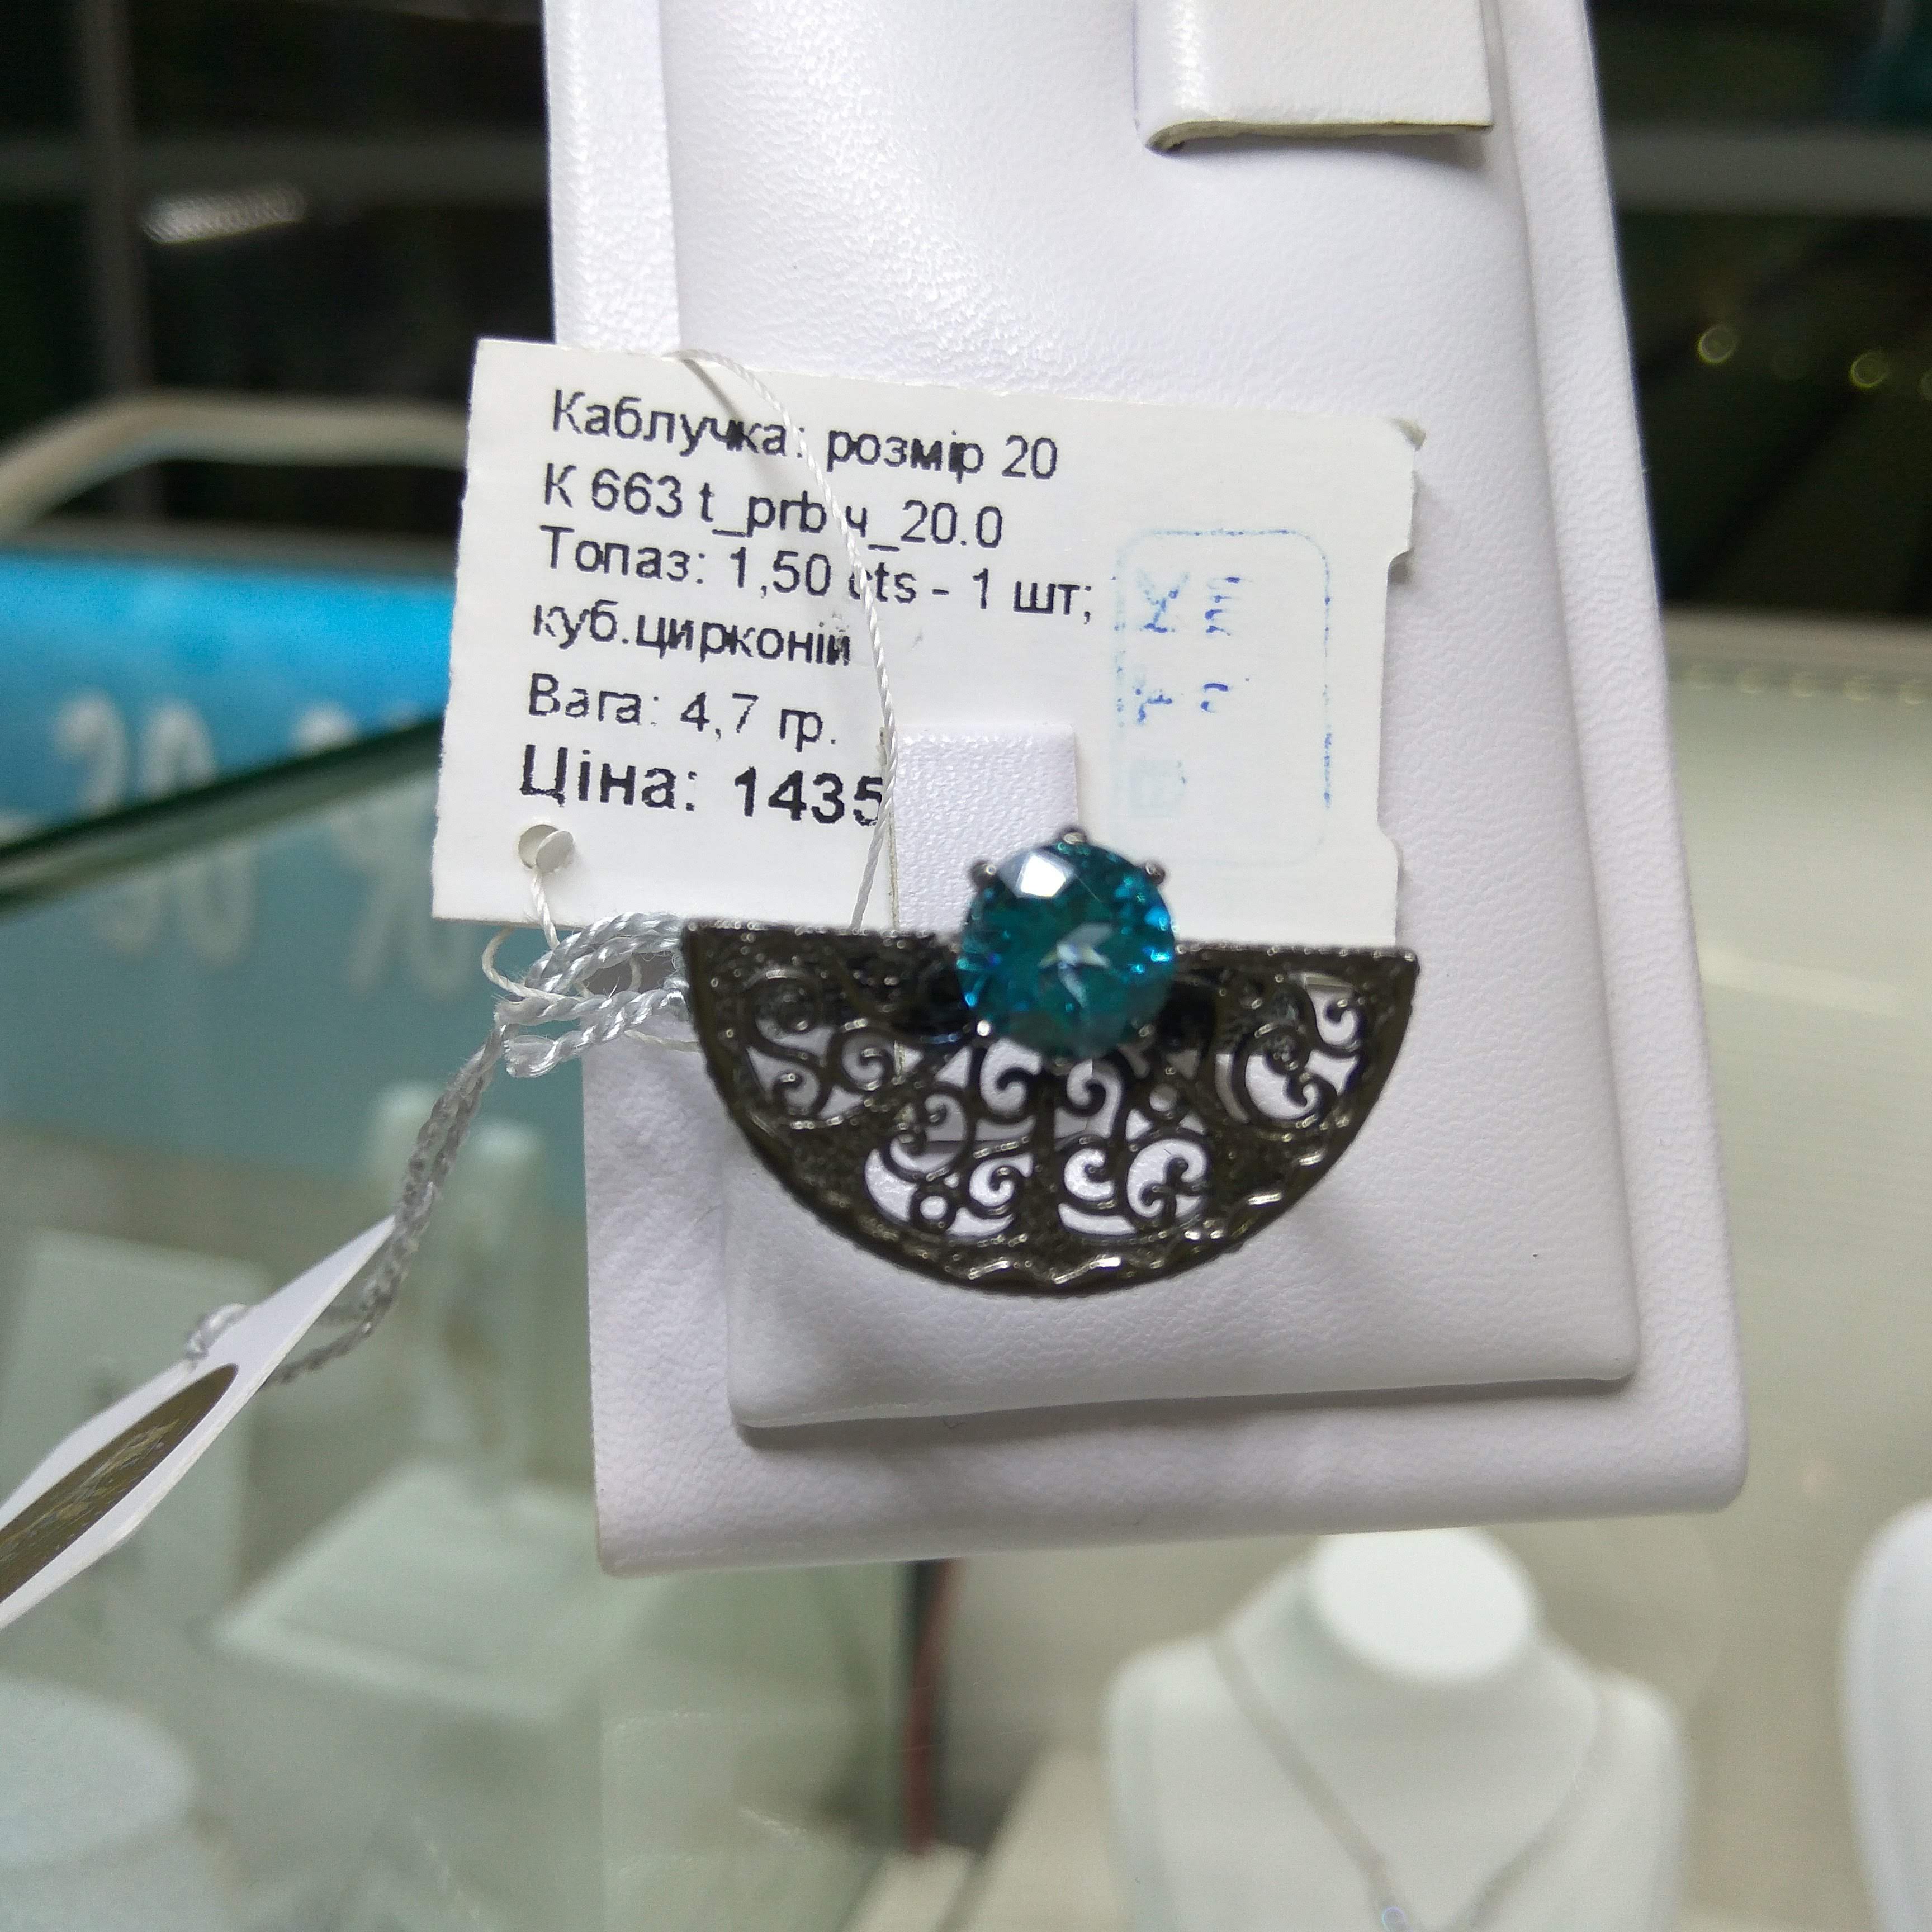 Каблучка: розмір 20
К 663 t_prb ч_20.0
Топаз: 1,50 cts - 1 шт;
куб.цирконій
Вага: 4,7 гр.
Ціна: 1435